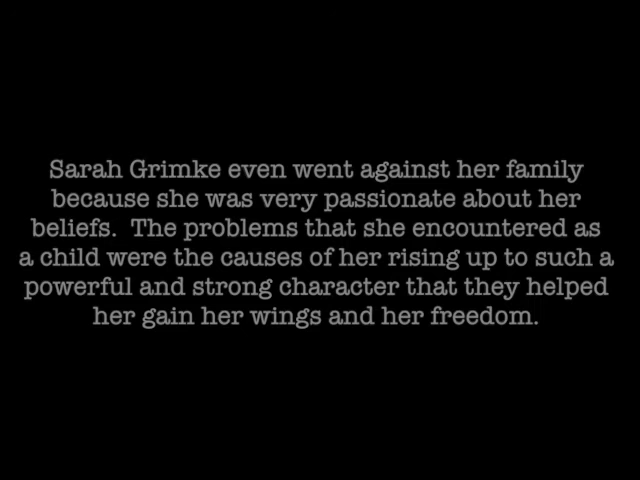 Sarah Grimke even went against her family
because she was very passionate about her
beliefs.  The problems that she encountered as
a child were the causes of her rising up to such a
powerful and strong character that they helped
her gain her wings and her freedom.